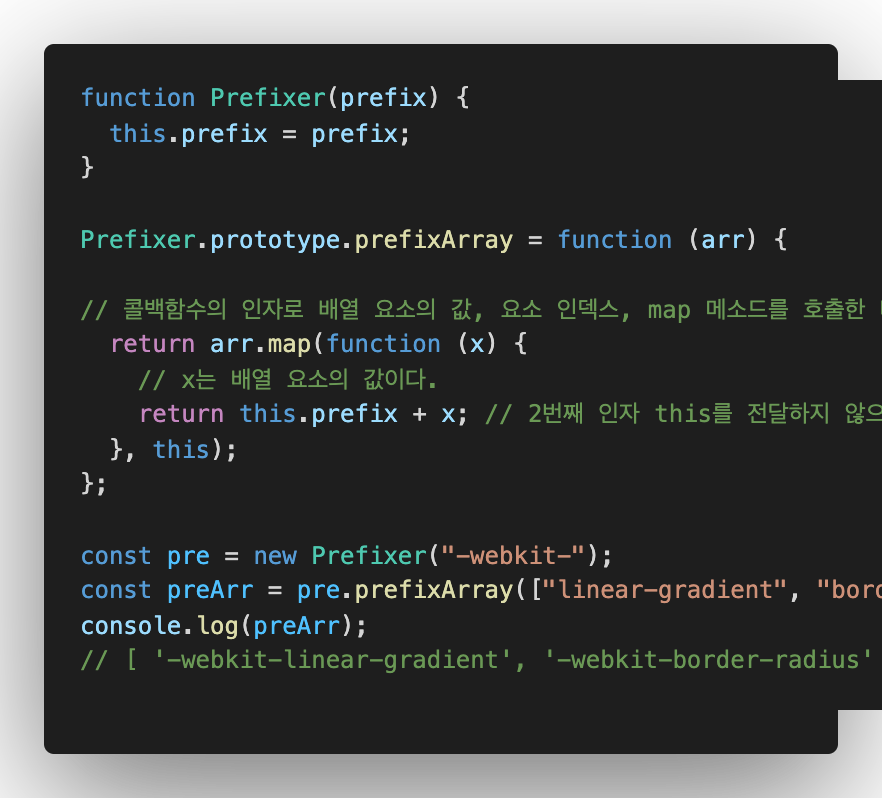 function Prefixer(prefix) {
  this.prefix = prefix;
}

Prefixer.prototype.prefixArray = function (arr) {

// 콜백함수의 인자로 배열 요소의 값, 요소 인덱스, map 메소드를 호출한
  return arr.map(function (x) {
    // x는 배열 요소의 값이다.
    return this.prefix + x; // 2번째 인자 this를 전달하지 않으
  }, this);
};

const pre = new Prefixer("-webkit-");
const preArr = pre.prefixArray(["linear-gradient", "bord
console.log(preArr);
// [ '-webkit-linear-gradient', '-webkit-border-radius'